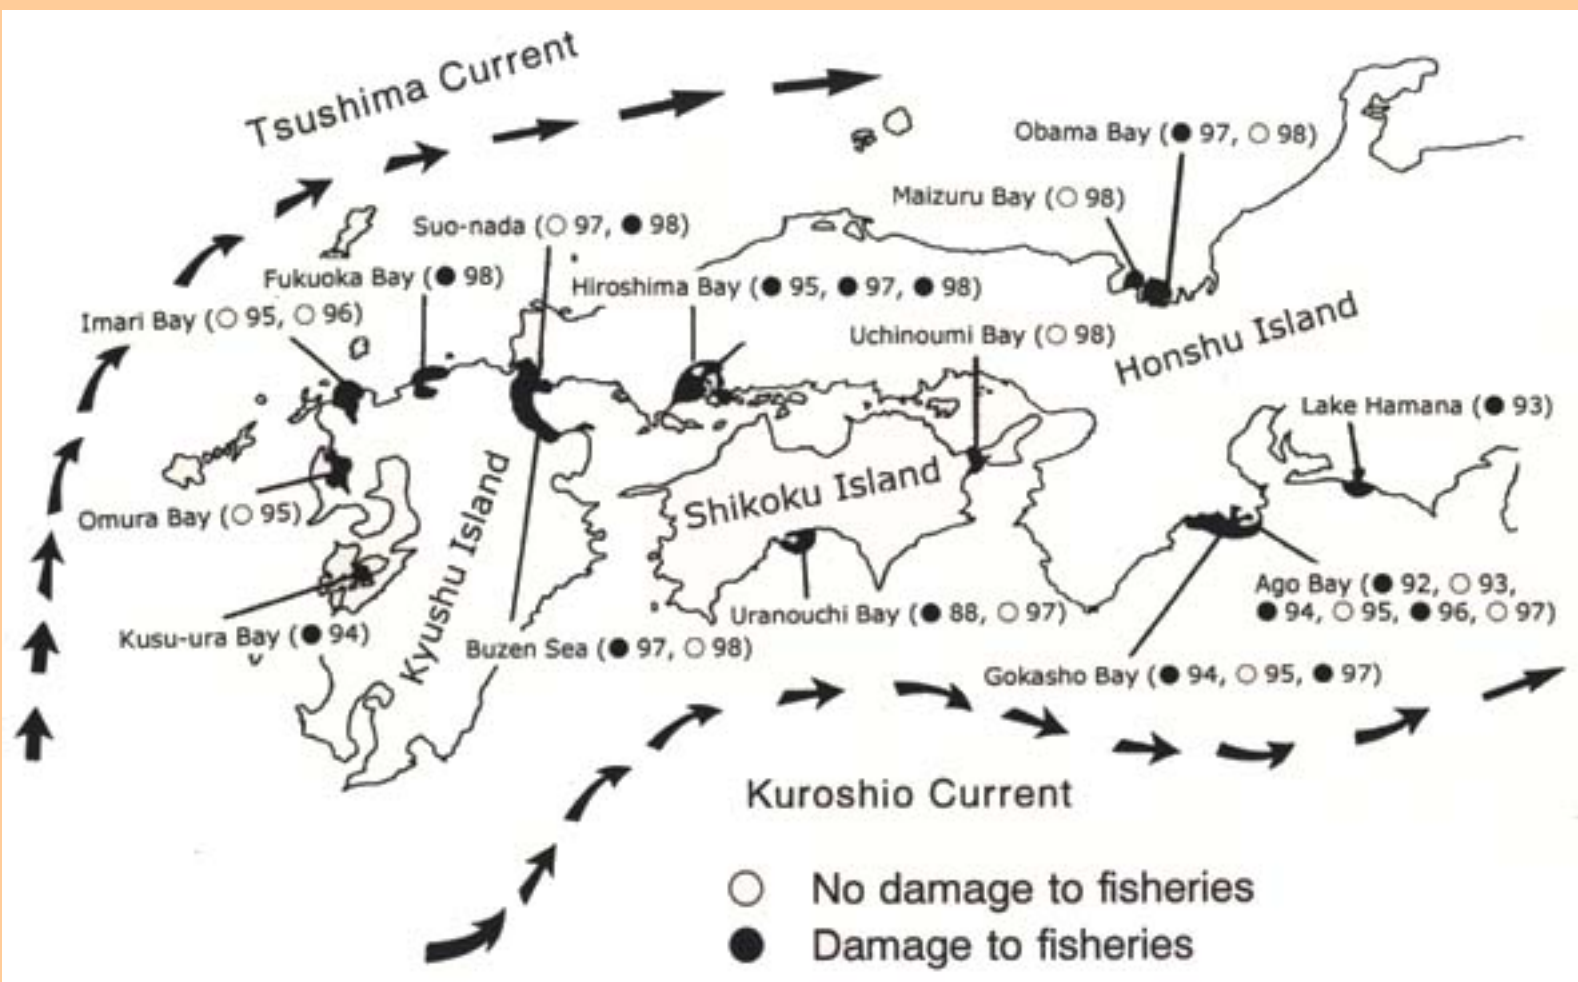 Tsushima Current
Obama Bay (● 97, ○ 98)
Maizuru Bay (○ 98)
Suo-nada (○ 97, ● 98)
Fukuoka Bay (● 98)
Hiroshima Bay (● 95, ● 97, ● 98)
Imari Bay (○ 95, ○ 96)
Uchinoumi Bay (○ 98)
Honshu Island
Lake Hamana (● 93)
Shikoku Island
Omura Bay (○ 95)
Kyushu Island
Ago Bay (● 92, ○ 93,
● 94, ○ 95, ● 96, ○ 97)
Uranouchi Bay (● 88, ○ 97)
Kusu-ura Bay (● 94)
Buzen Sea (● 97, ○ 98)
Gokasho Bay (● 94, ○ 95, ● 97)
Kuroshio Current
○ No damage to fisheries
● Damage to fisheries